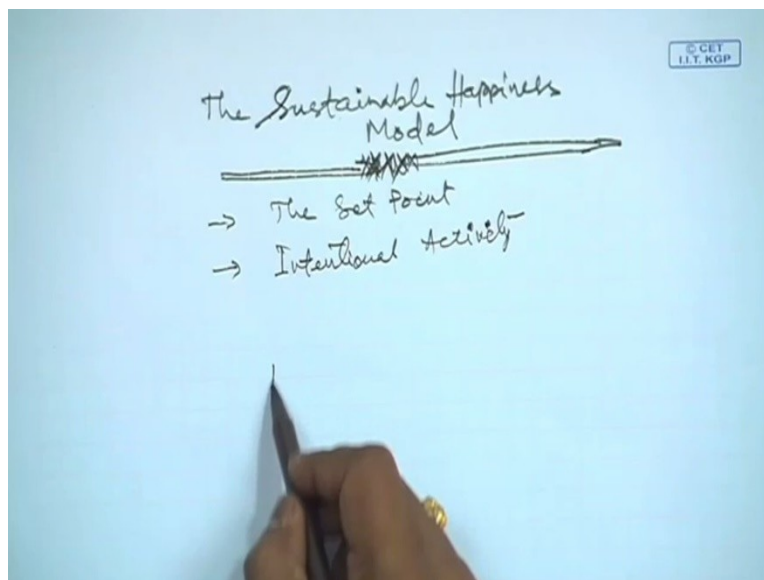 © CET
I.I.T. KGP
The Sustainable Happiness
Model
→ The Set Point
→ Intentional Activity